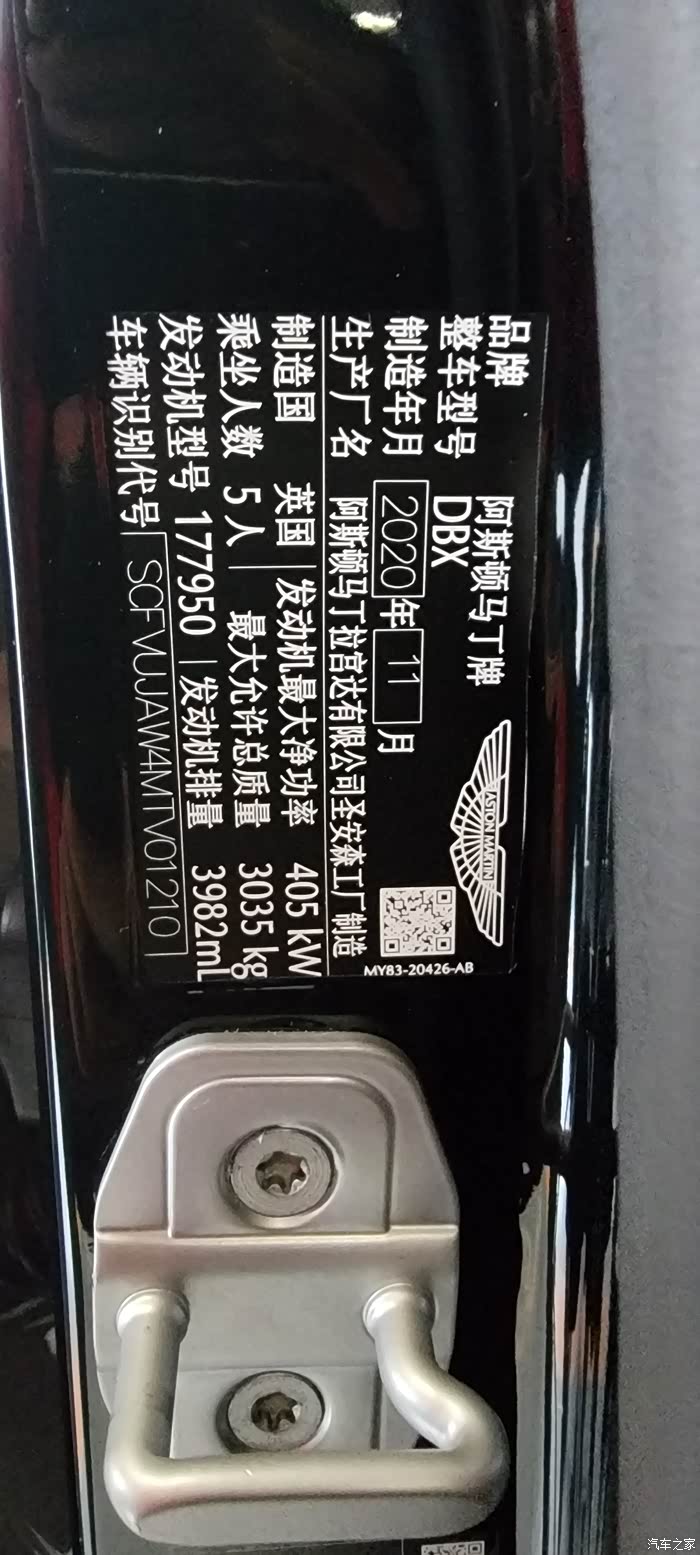 品牌 阿斯顿马丁牌
整车型号 DBX
ASTON MARTIN
制造年月 2020年 11月
生产厂名 阿斯顿马丁拉宫达有限公司圣安森工厂制造
MY83-20426-AB
制造国 英国 发动机最大净功率 405 kW
乘坐人数 5人 最大允许总质量 3035 kg
发动机型号 177950 发动机排量 3982mL
车辆识别代号 SCFVUJAW4MTV01210
汽车之家